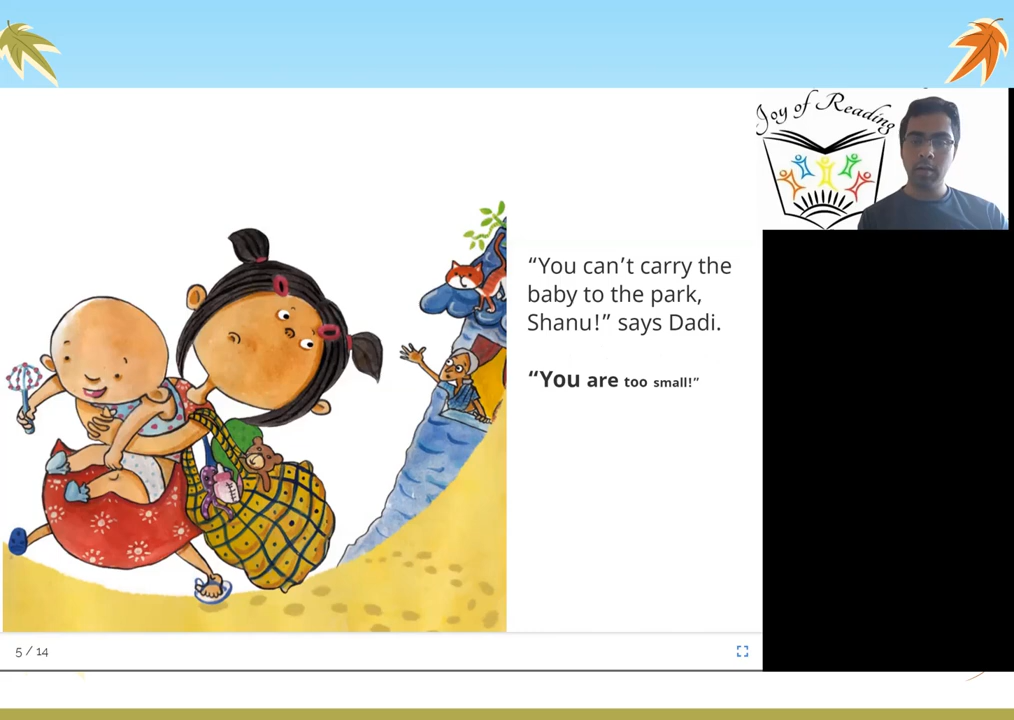 Joy of Reading
“You can’t carry the
baby to the park,
Shanu!” says Dadi.
“You are too small!”
5 / 14